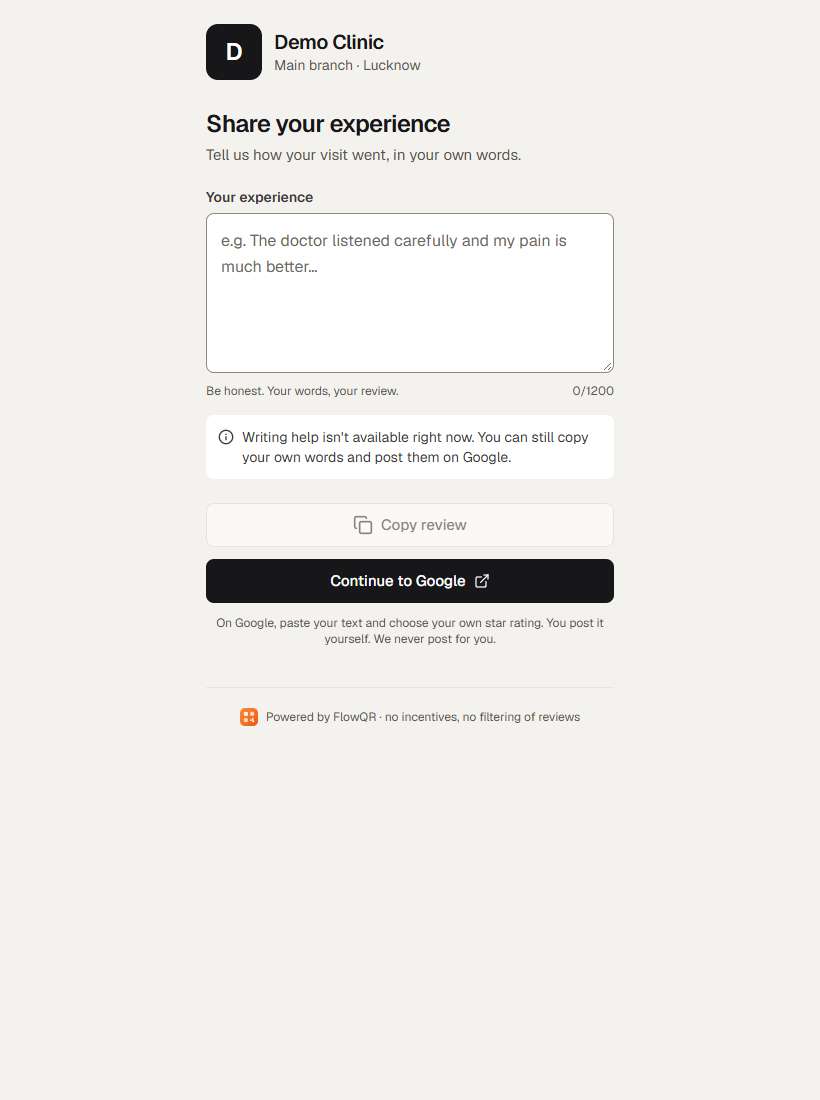 D
Demo Clinic
Main branch · Lucknow
Share your experience
Tell us how your visit went, in your own words.
Your experience
e.g. The doctor listened carefully and my pain is
much better…
Be honest. Your words, your review.
0/1200
Writing help isn't available right now. You can still copy
your own words and post them on Google.
Copy review
Continue to Google
On Google, paste your text and choose your own star rating. You post it
yourself. We never post for you.
Powered by FlowQR · no incentives, no filtering of reviews